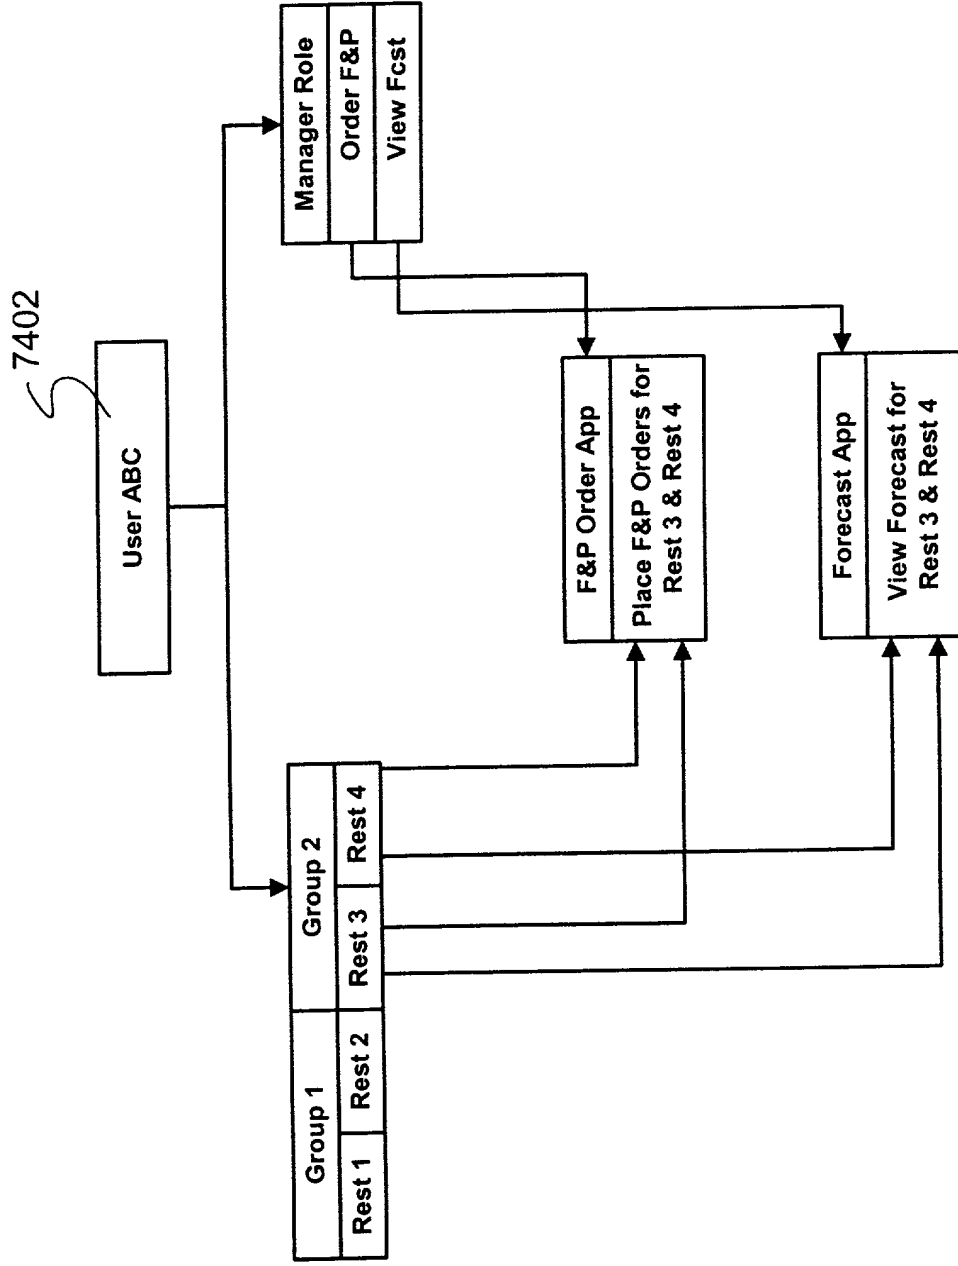 7402
User ABC
Group 1
Group 2
Rest 1
Rest 2
Rest 3
Rest 4
Manager Role
Order F&P
View Fcst
F&P Order App
Place F&P Orders for
Rest 3 & Rest 4
Forecast App
View Forecast for
Rest 3 & Rest 4